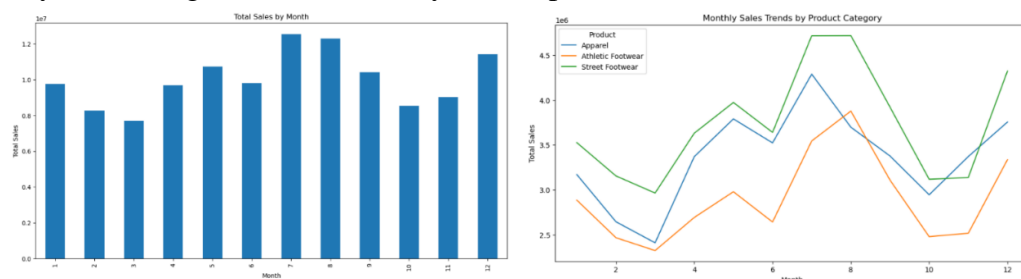 Total Sales by Month
1e7
1.2
1.0
0.8
0.6
0.4
0.2
0.0
Total Sales
1
2
3
4
5
6
7
8
9
10
11
12
Month
Monthly Sales Trends by Product Category
1e6
Product
Apparel
Athletic Footwear
Street Footwear
4.5
4.0
3.5
3.0
2.5
Total Sales
2
4
6
8
10
12
Month